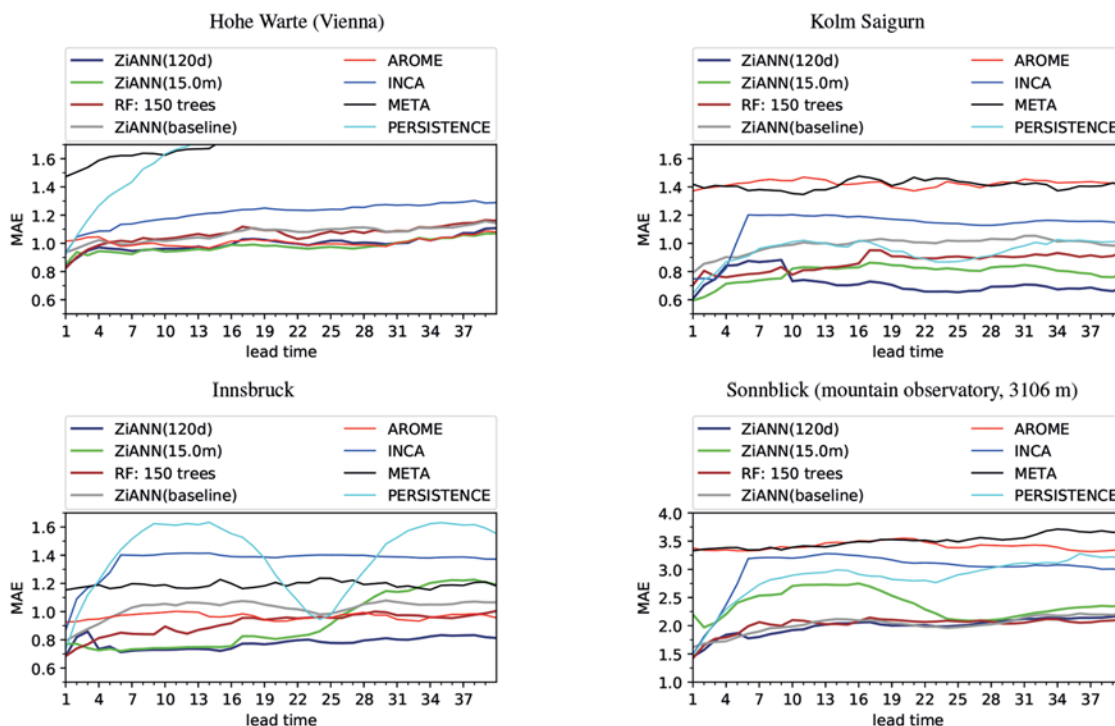 Hohe Warte (Vienna)
ZiANN(120d) AROME
ZiANN(15.0m) INCA
RF: 150 trees META
ZiANN(baseline) PERSISTENCE
1.6
1.4
1.2
1.0
0.8
0.6
MAE
1 4 7 10 13 16 19 22 25 28 31 34 37
lead time
Kolm Saigurn
ZiANN(120d) AROME
ZiANN(15.0m) INCA
RF: 150 trees META
ZiANN(baseline) PERSISTENCE
1.6
1.4
1.2
1.0
0.8
0.6
MAE
1 4 7 10 13 16 19 22 25 28 31 34 37
lead time
Innsbruck
ZiANN(120d) AROME
ZiANN(15.0m) INCA
RF: 150 trees META
ZiANN(baseline) PERSISTENCE
1.6
1.4
1.2
1.0
0.8
0.6
MAE
1 4 7 10 13 16 19 22 25 28 31 34 37
lead time
Sonnblick (mountain observatory, 3106 m)
ZiANN(120d) AROME
ZiANN(15.0m) INCA
RF: 150 trees META
ZiANN(baseline) PERSISTENCE
4.0
3.5
3.0
2.5
2.0
1.5
1.0
MAE
1 4 7 10 13 16 19 22 25 28 31 34 37
lead time